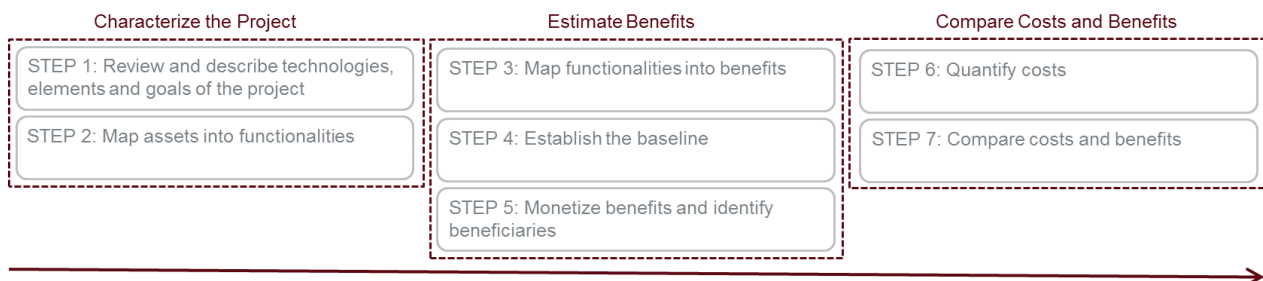 Characterize the Project
STEP 1: Review and describe technologies,
elements and goals of the project
STEP 2: Map assets into functionalities
Estimate Benefits
STEP 3: Map functionalities into benefits
STEP 4: Establish the baseline
STEP 5: Monetize benefits and identify
beneficiaries
Compare Costs and Benefits
STEP 6: Quantify costs
STEP 7: Compare costs and benefits